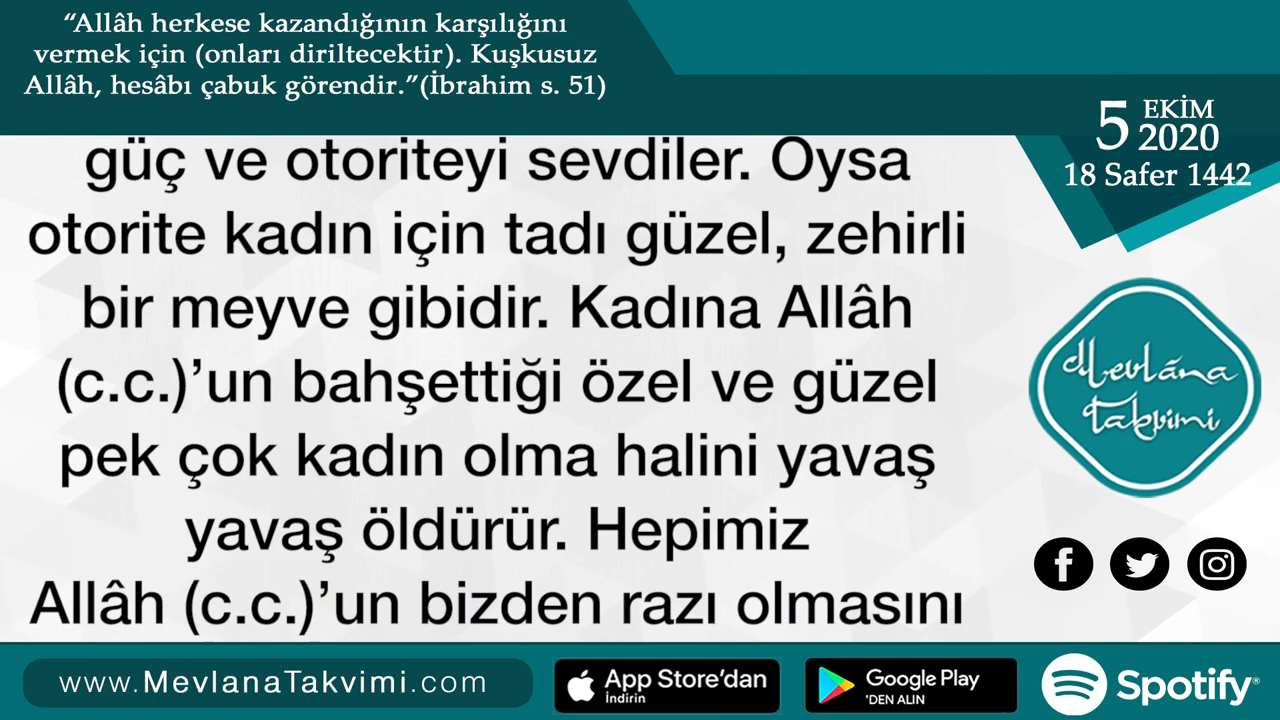 “Allâh herkese kazandığının karşılığını
vermek için (onları diriltecektir). Kuşkusuz
Allâh, hesâbı çabuk görendir.”(İbrahim s. 51)
5 EKİM
2020
18 Safer 1442
güç ve otoriteyi sevdiler. Oysa
otorite kadın için tadı güzel, zehirli
bir meyve gibidir. Kadına Allâh
(c.c.)’un bahşettiği özel ve güzel
pek çok kadın olma halini yavaş
yavaş öldürür. Hepimiz
Allâh (c.c.)’un bizden razı olmasını
Mevlâna
Takvimi
www.MevlanaTakvimi.com
App Store’dan
İndirin
Google Play
'DEN ALIN
Spotify®